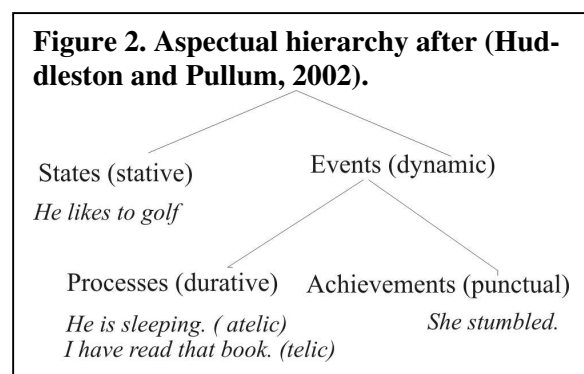 Figure 2. Aspectual hierarchy after (Hud-
dleston and Pullum, 2002).
States (stative)
Events (dynamic)
He likes to golf
Processes (durative)
Achievements (punctual)
He is sleeping. ( atelic)
She stumbled.
I have read that book. (telic)